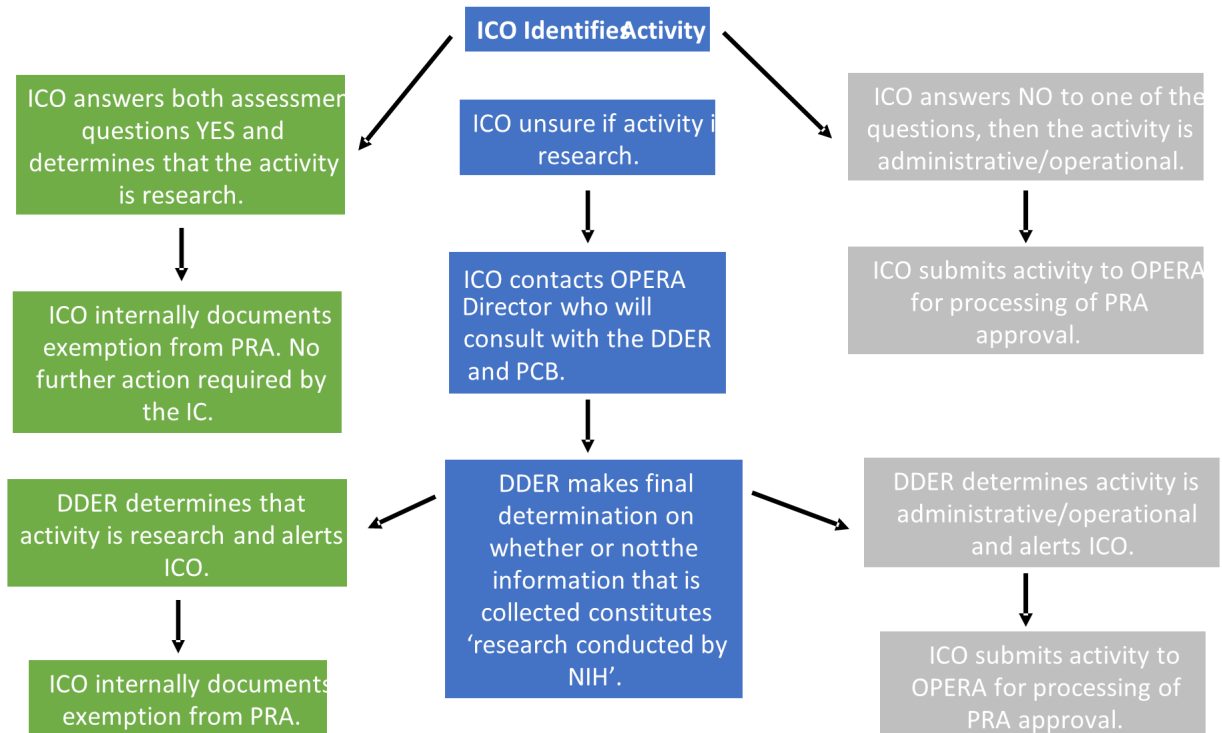 ICO Identifies Activity
ICO answers both assessmen
questions YES and
determines that the activity
is research.
ICO unsure if activity i
research.
ICO answers NO to one of the
questions, then the activity is
administrative/operational.
ICO internally documents
exemption from PRA. No
further action required by
the IC.
ICO contacts OPERA
Director who will
consult with the DDER
and PCB.
ICO submits activity to OPERA
for processing of PRA
approval.
DDER determines that
activity is research and alerts
ICO.
DDER makes final
determination on
whether or notthe
information that is
collected constitutes
‘research conducted by
NIH’.
DDER determines activity is
administrative/operational
and alerts ICO.
ICO internally documents
exemption from PRA.
ICO submits activity to
OPERA for processing of
PRA approval.